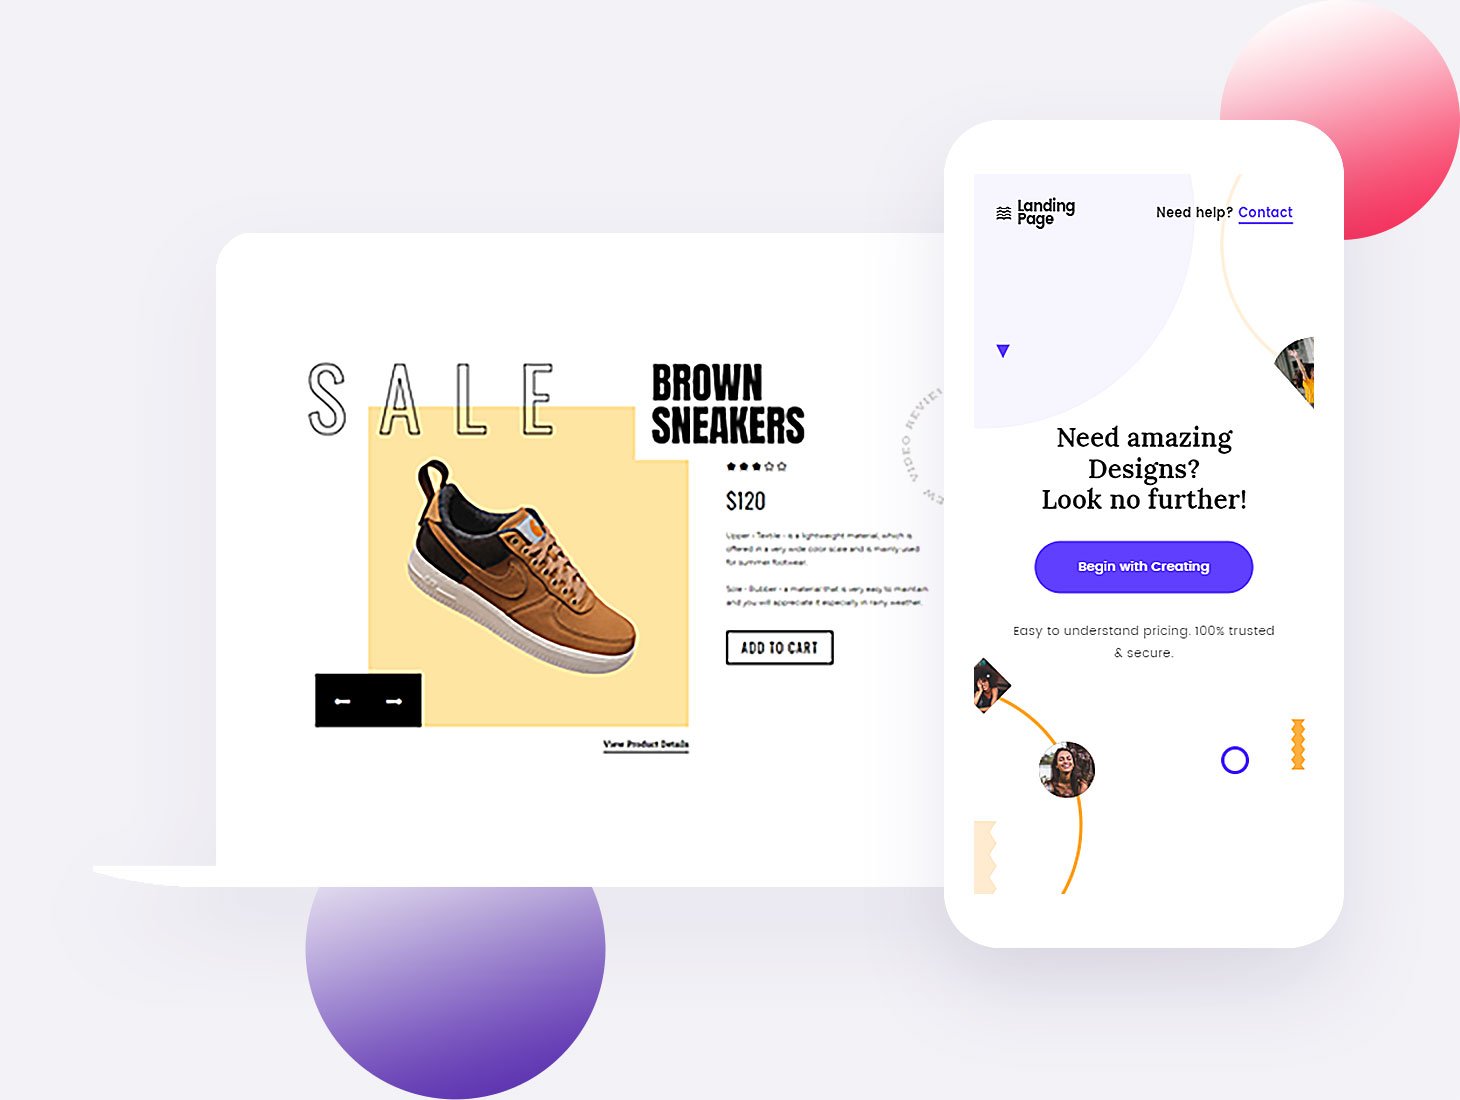 SALE
BROWN
SNEAKERS
$120
Upper - Textile - is a lightweight material, which is
offered in a very wide color scale and is mainly used
for summer footwear.
Sole - Rubber - a material that is very easy to maintain
and you will appreciate it especially in rainy weather.
ADD TO CART
View Product Details
VIDEO REVIEW
Landing
Page
Need help? Contact
Need amazing
Designs?
Look no further!
Begin with Creating
Easy to understand pricing. 100% trusted
& secure.